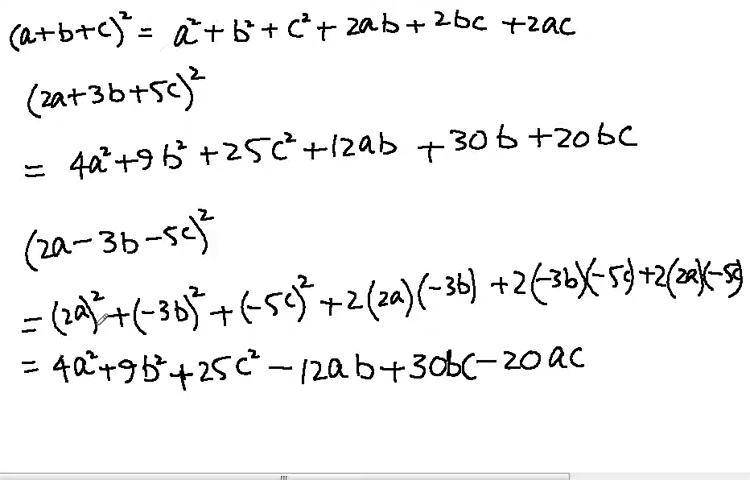 (a+b+c)² = a² + b² + c² + 2ab + 2bc + 2ac
(2a+3b+5c)²
= 4a² + 9b² + 25c² + 12ab + 30b + 20bc
(2a - 3b - 5c)²
= (2a)² + (-3b)² + (-5c)² + 2(2a)(-3b) + 2(-3b)(-5c) + 2(2a)(-5c)
= 4a² + 9b² + 25c² - 12ab + 30bc - 20ac